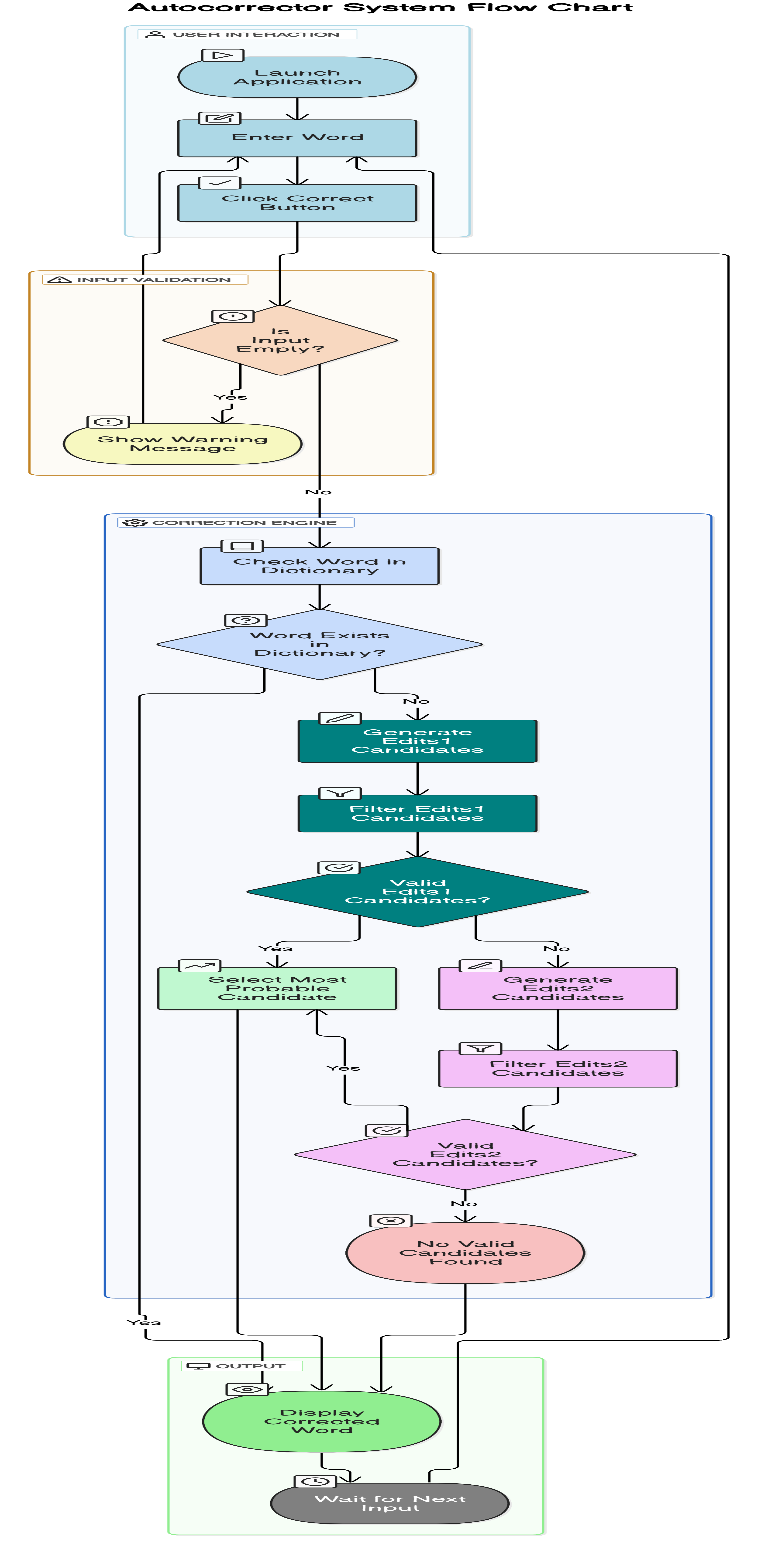 Autocorrector System Flow Chart
USER INTERACTION
Launch
Application
Enter Word
Click Correct
Button
INPUT VALIDATION
Is
Input
Empty?
Yes
Show Warning
Message
No
CORRECTION ENGINE
Check Word in
Dictionary
Word Exists
in
Dictionary?
No
Generate
Edits1
Candidates
Filter Edits1
Candidates
Valid
Edits1
Candidates?
Yes
No
Select Most
Probable
Candidate
Generate
Edits2
Candidates
Filter Edits2
Candidates
Yes
Valid
Edits2
Candidates?
No
No Valid
Candidates
Found
Yes
OUTPUT
Display
Corrected
Word
Wait for Next
Input